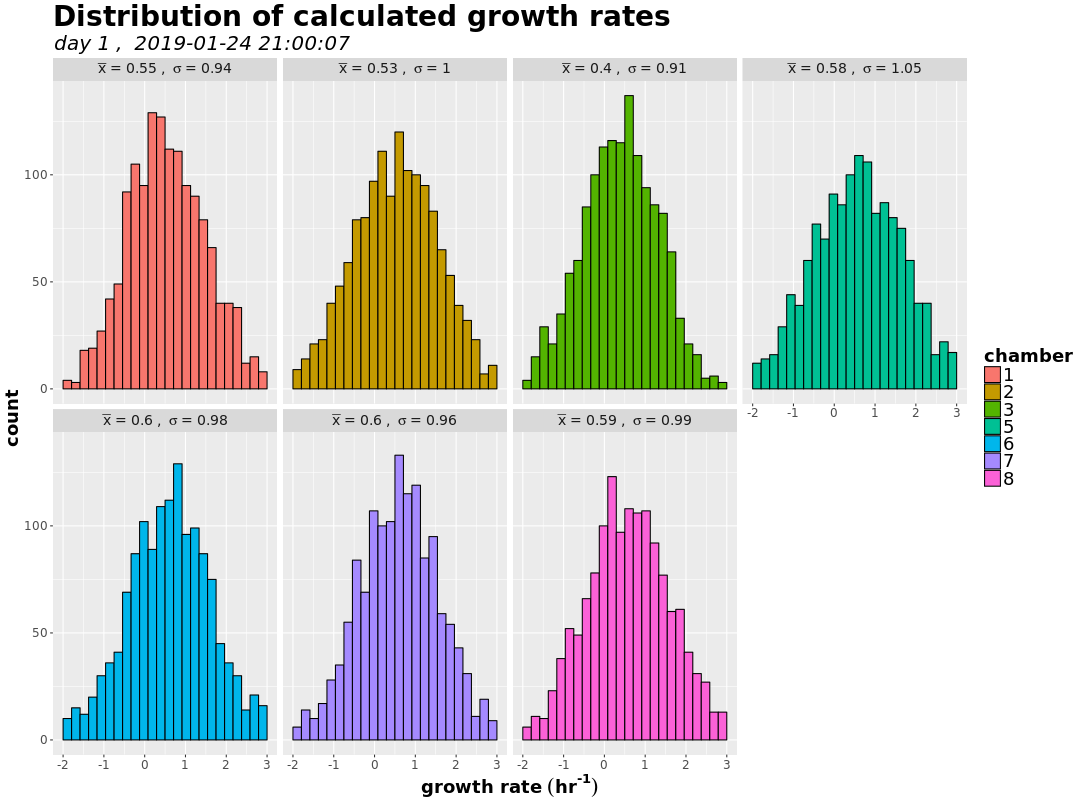 Distribution of calculated growth rates
day 1 ,  2019-01-24 21:00:07
x̅ = 0.55 ,  σ = 0.94
x̅ = 0.53 ,  σ = 1
x̅ = 0.4 ,  σ = 0.91
x̅ = 0.58 ,  σ = 1.05
100
50
0
-2 -1 0 1 2 3
count
x̅ = 0.6 ,  σ = 0.98
x̅ = 0.6 ,  σ = 0.96
x̅ = 0.59 ,  σ = 0.99
100
50
0
-2 -1 0 1 2 3
-2 -1 0 1 2 3
-2 -1 0 1 2 3
growth rate (hr⁻¹)
chamber
1
2
3
5
6
7
8